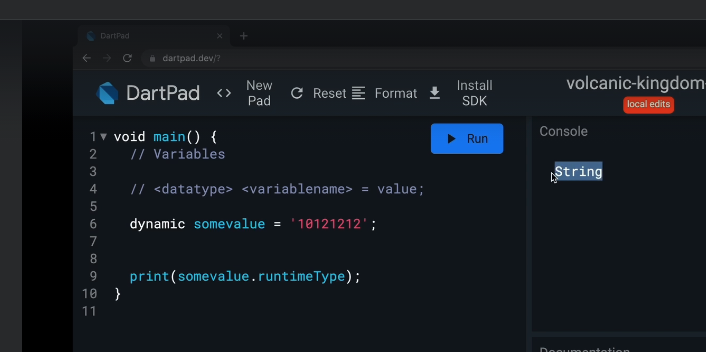 DartPad
dartpad.dev/?
DartPad
New Pad
Reset
Format
Install SDK
volcanic-kingdom-
local edits
Run
Console
String
1 void main() {
2 // Variables
3
4 // <datatype> <variablename> = value;
5
6 dynamic somevalue = '10121212';
7
8
9 print(somevalue.runtimeType);
10 }
11
Documentation